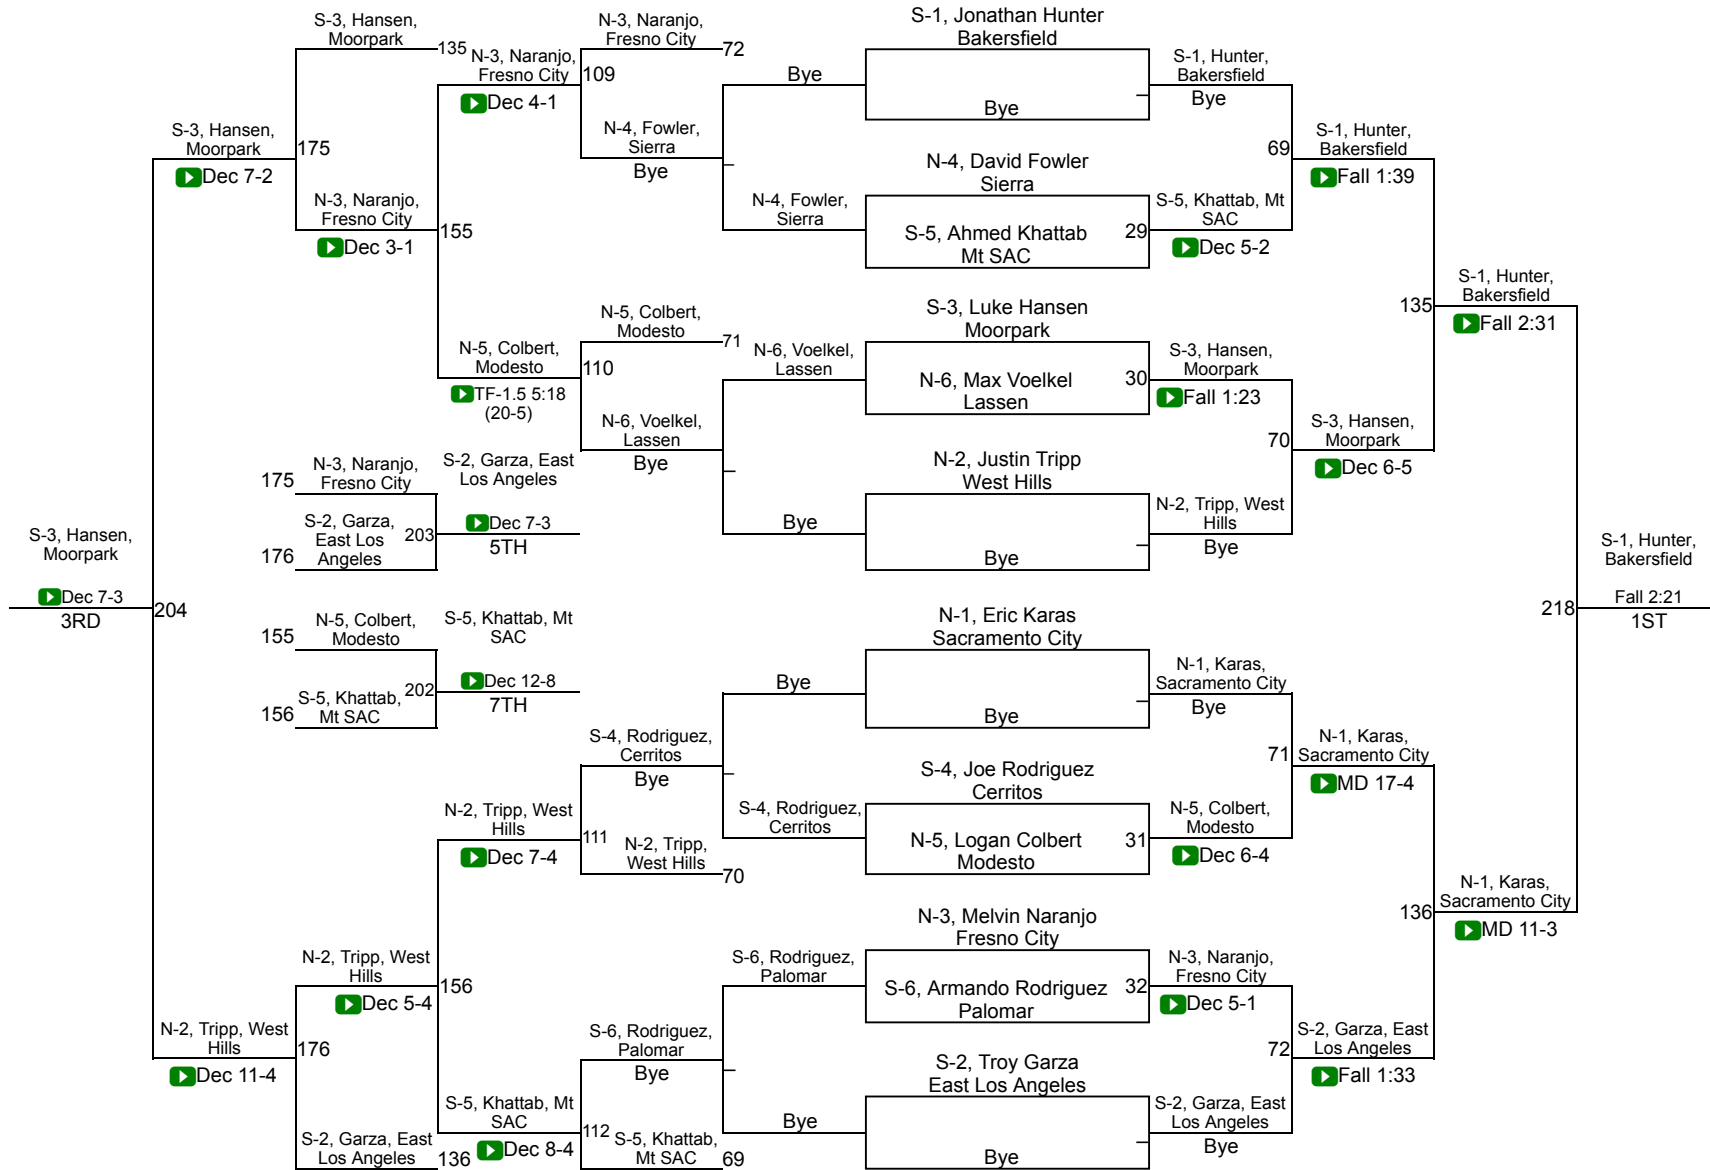 S-3, Hansen,
Moorpark
135
N-3, Naranjo,
Fresno City
109
Dec 4-1
N-3, Naranjo,
Fresno City
72
N-4, Fowler,
Sierra
Bye
S-3, Hansen,
Moorpark
175
Dec 7-2
N-3, Naranjo,
Fresno City
155
Dec 3-1
N-5, Colbert,
Modesto
110
TF-1.5 5:18
(20-5)
N-5, Colbert,
Modesto
71
N-6, Voelkel,
Lassen
Bye
175
N-3, Naranjo,
Fresno City
S-2, Garza,
East Los
Angeles
176
203
S-2, Garza, East
Los Angeles
Dec 7-3
5TH
S-3, Hansen,
Moorpark
Dec 7-3
3RD
204
155
N-5, Colbert,
Modesto
156
S-5, Khattab,
Mt SAC
202
S-5, Khattab, Mt
SAC
Dec 12-8
7TH
S-4, Rodriguez,
Cerritos
Bye
N-2, Tripp, West
Hills
111
Dec 7-4
N-2, Tripp,
West Hills
70
N-2, Tripp, West
Hills
156
Dec 5-4
N-2, Tripp, West
Hills
176
Dec 11-4
S-6, Rodriguez,
Palomar
Bye
S-5, Khattab, Mt
SAC
112
Dec 8-4
S-5, Khattab,
Mt SAC
69
S-2, Garza, East
Los Angeles
136
Bye
–
N-4, Fowler,
Sierra
N-6, Voelkel,
Lassen
–
Bye
Bye
–
S-4, Rodriguez,
Cerritos
S-6, Rodriguez,
Palomar
–
Bye
S-1, Jonathan Hunter
Bakersfield
Bye
–
N-4, David Fowler
Sierra
S-5, Ahmed Khattab
Mt SAC
29
S-3, Luke Hansen
Moorpark
N-6, Max Voelkel
Lassen
30
N-2, Justin Tripp
West Hills
Bye
–
N-1, Eric Karas
Sacramento City
Bye
–
S-4, Joe Rodriguez
Cerritos
N-5, Logan Colbert
Modesto
31
N-3, Melvin Naranjo
Fresno City
S-6, Armando Rodriguez
Palomar
32
S-2, Troy Garza
East Los Angeles
Bye
–
S-1, Hunter,
Bakersfield
Bye
69
S-5, Khattab, Mt
SAC
Dec 5-2
S-3, Hansen,
Moorpark
Fall 1:23
70
N-2, Tripp, West
Hills
Bye
N-1, Karas,
Sacramento City
Bye
71
N-5, Colbert,
Modesto
Dec 6-4
N-3, Naranjo,
Fresno City
Dec 5-1
72
S-2, Garza, East
Los Angeles
Bye
S-1, Hunter,
Bakersfield
Fall 1:39
135
S-3, Hansen,
Moorpark
Dec 6-5
N-1, Karas,
Sacramento City
MD 17-4
136
S-2, Garza, East
Los Angeles
Fall 1:33
S-1, Hunter,
Bakersfield
Fall 2:31
218
N-1, Karas,
Sacramento City
MD 11-3
S-1, Hunter,
Bakersfield
Fall 2:21
1ST